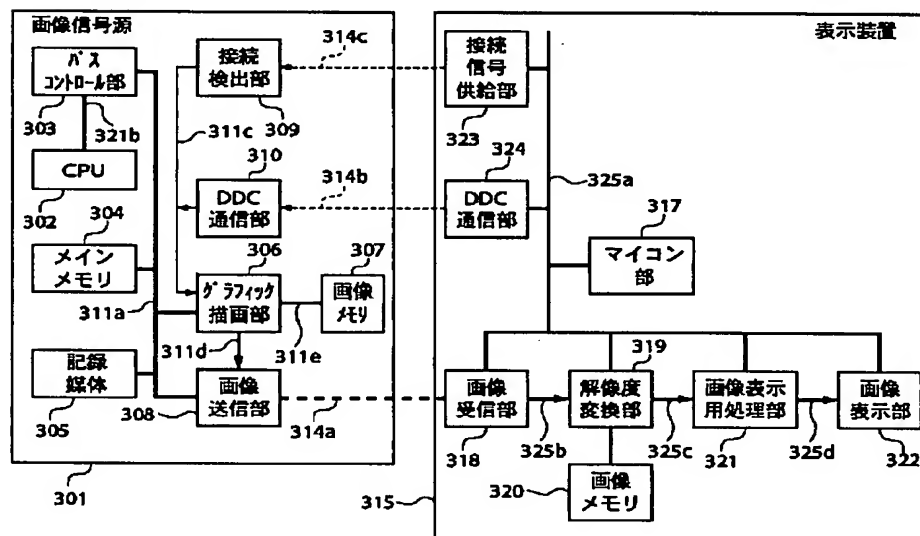 画像信号源
バス
コントロール部
303
321b
CPU
302
304
メイン
メモリ
311a
記録
媒体
305
301
接続
検出部
309
311c
310
DDC
通信部
306
グラフィック
描画部
307
画像
メモリ
311d
311e
画像
送信部
308
314c
314b
314a
表示装置
接続
信号
供給部
323
324
DDC
通信部
325a
317
マイコン
部
画像
受信部
318
325b
319
解像度
変換部
325c
画像表示
用処理部
321
325d
画像
表示部
322
320
画像
メモリ
315